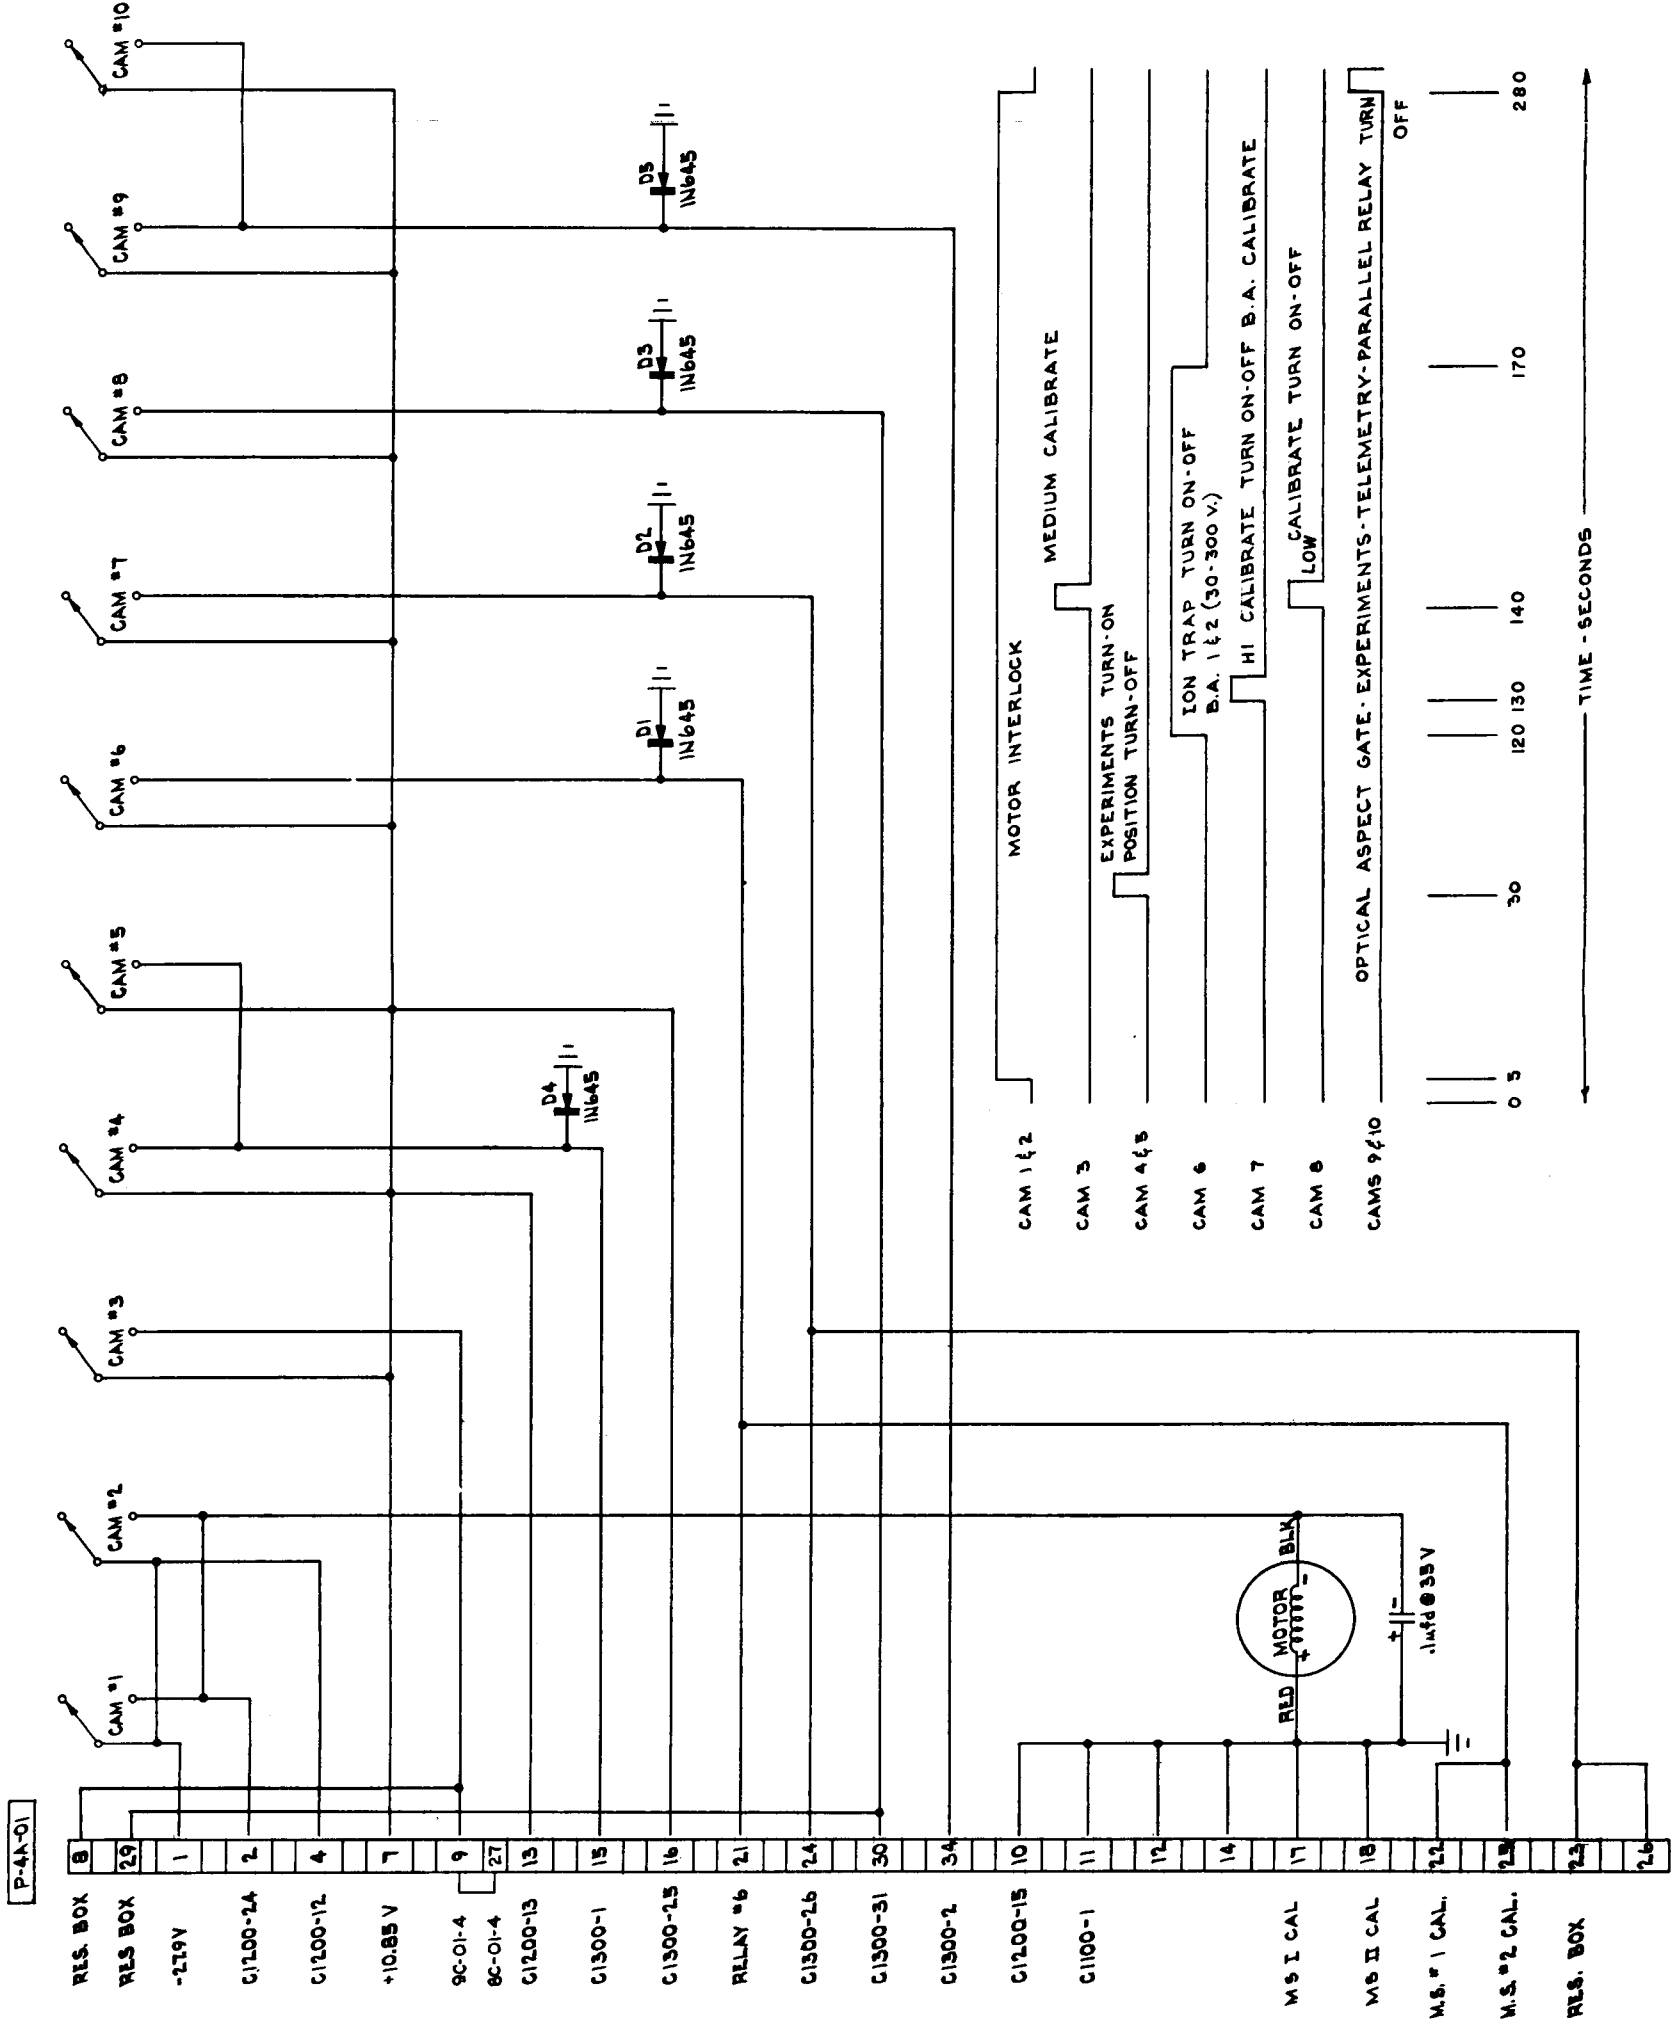 P-4A-01
RES. BOX 8
RES BOX 29
-22.9V 1
C1200-24 2
C1200-12 4
+10.85 V 7
9C-01-4 9
8C-01-4 27
C1200-13 13
C1300-1 15
C1300-25 16
RELAY #6 21
C1300-26 24
C1300-31 30
C1300-2 34
C1200-15 10
C1100-1 11
12
14
MS I CAL 17
MS II CAL 18
M.S. #1 CAL. 22
M.S. #2 CAL. 25
RES. BOX 23
26
CAM #1
CAM #2
CAM #3
CAM #4
CAM #5
CAM #6
CAM #7
CAM #8
CAM #9
CAM #10
D4
1N645
D1
1N645
D2
1N645
D3
1N645
D5
1N645
RED
MOTOR
+ -
BLK
+ -
.1mfd @ 35V
CAM 1 & 2
MOTOR INTERLOCK
CAM 3
MEDIUM CALIBRATE
CAM 4 & 5
EXPERIMENTS TURN-ON
POSITION TURN-OFF
CAM 6
ION TRAP TURN ON-OFF
B.A. 1 & 2 (30-300 V.)
CAM 7
HI CALIBRATE TURN ON-OFF B.A. CALIBRATE
CAM 8
LOW CALIBRATE TURN ON-OFF
CAMS 9 & 10
OPTICAL ASPECT GATE-EXPERIMENTS-TELEMETRY-PARALLEL RELAY TURN
OFF
0 5 30 120 130 140 170 280
TIME - SECONDS